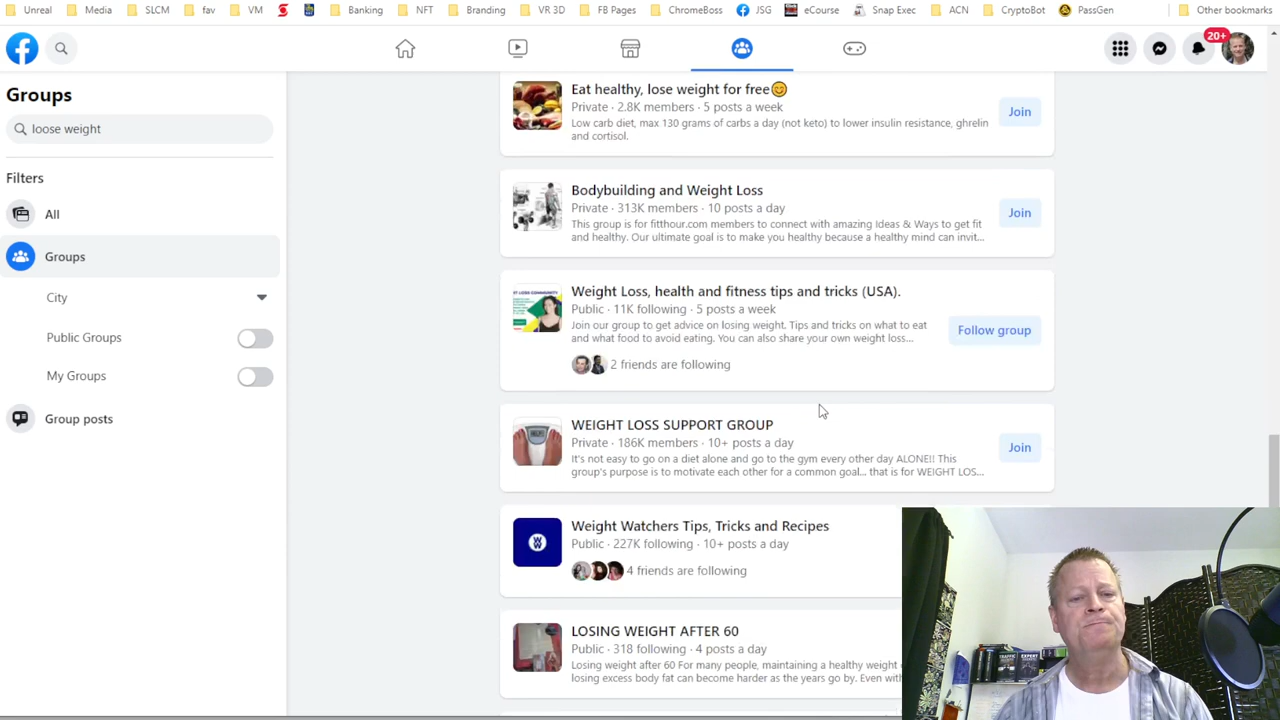 Unreal Media SLCM fav VM Banking NFT Branding VR 3D FB Pages ChromeBoss JSG eCourse Snap Exec ACN CryptoBot PassGen Other bookmarks
20+
Groups
loose weight
Filters
All
Groups
City
Public Groups
My Groups
Group posts
Eat healthy, lose weight for free😊
Private · 2.8K members · 5 posts a week
Low carb diet, max 130 grams of carbs a day (not keto) to lower insulin resistance, ghrelin
and cortisol.
Join
Bodybuilding and Weight Loss
Private · 313K members · 10 posts a day
This group is for fitthour.com members to connect with amazing Ideas & Ways to get fit
and healthy. Our ultimate goal is to make you healthy because a healthy mind can invit...
Join
Weight Loss, health and fitness tips and tricks (USA).
Public · 11K following · 5 posts a week
Join our group to get advice on losing weight. Tips and tricks on what to eat
and what food to avoid eating. You can also share your own weight loss...
2 friends are following
Follow group
WEIGHT LOSS SUPPORT GROUP
Private · 186K members · 10+ posts a day
It's not easy to go on a diet alone and go to the gym every other day ALONE!! This
group's purpose is to motivate each other for a common goal... that is for WEIGHT LOS...
Join
Weight Watchers Tips, Tricks and Recipes
Public · 227K following · 10+ posts a day
4 friends are following
LOSING WEIGHT AFTER 60
Public · 318 following · 4 posts a day
Losing weight after 60 For many people, maintaining a healthy weight
losing excess body fat can become harder as the years go by. Even with